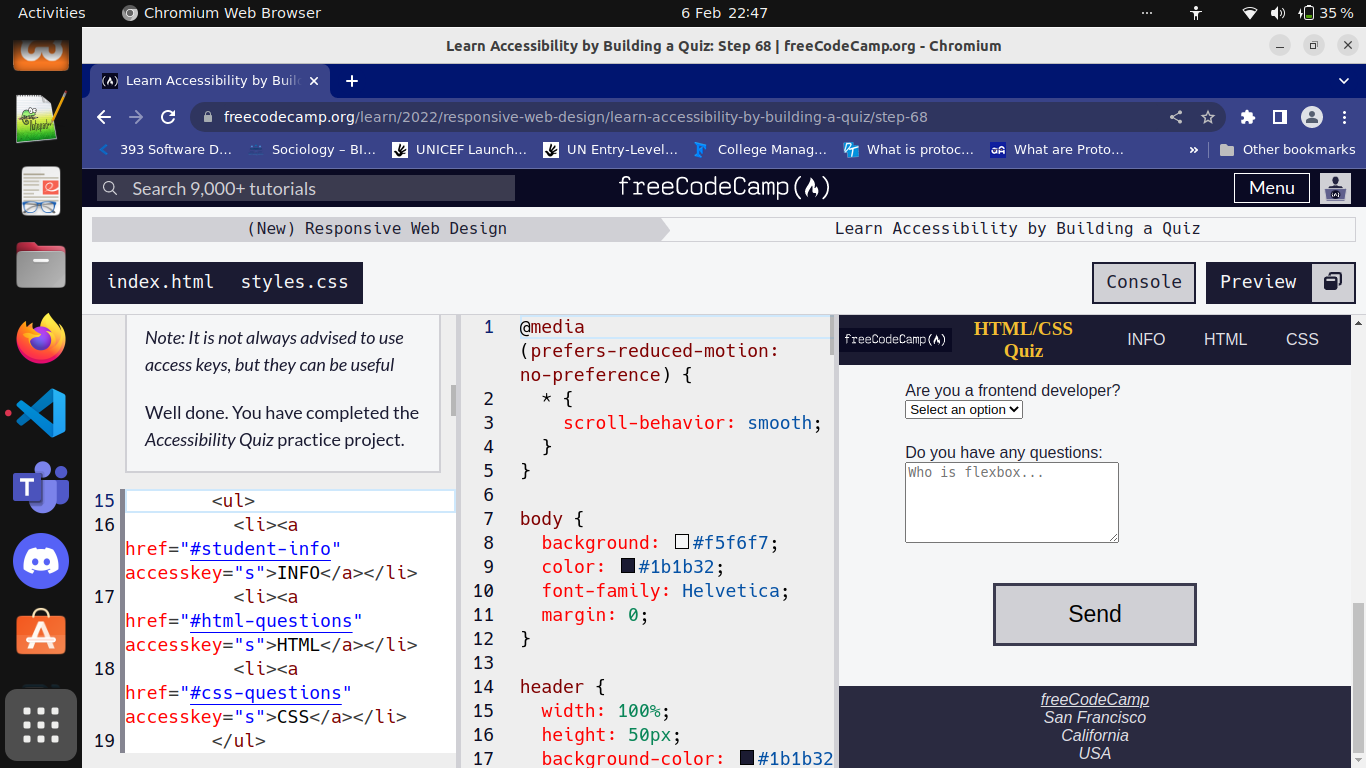 Activities
Chromium Web Browser
6 Feb 22:47
35 %
Learn Accessibility by Building a Quiz: Step 68 | freeCodeCamp.org - Chromium
Learn Accessibility by Buil
freecodecamp.org/learn/2022/responsive-web-design/learn-accessibility-by-building-a-quiz/step-68
393 Software D...
Sociology – BI...
UNICEF Launch...
UN Entry-Level...
College Manag...
What is protoc...
What are Proto...
»
Other bookmarks
Search 9,000+ tutorials
freeCodeCamp
Menu
(New) Responsive Web Design
Learn Accessibility by Building a Quiz
index.html
styles.css
Console
Preview
Note: It is not always advised to use
access keys, but they can be useful
Well done. You have completed the
Accessibility Quiz practice project.
15 <ul>
16 <li><a
href="#student-info"
accesskey="s">INFO</a></li>
17 <li><a
href="#html-questions"
accesskey="s">HTML</a></li>
18 <li><a
href="#css-questions"
accesskey="s">CSS</a></li>
19 </ul>
1 @media
(prefers-reduced-motion:
no-preference) {
2 * {
3 scroll-behavior: smooth;
4 }
5 }
6
7 body {
8 background: #f5f6f7;
9 color: #1b1b32;
10 font-family: Helvetica;
11 margin: 0;
12 }
13
14 header {
15 width: 100%;
16 height: 50px;
17 background-color: #1b1b32
freeCodeCamp
HTML/CSS
Quiz
INFO
HTML
CSS
Are you a frontend developer?
Select an option
Do you have any questions:
Who is flexbox...
Send
freeCodeCamp
San Francisco
California
USA